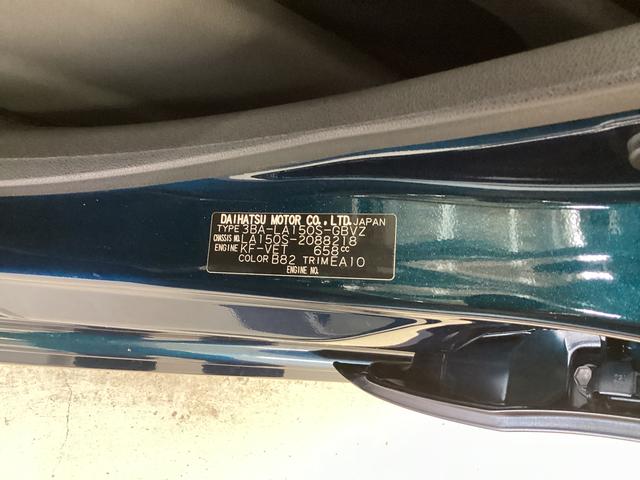 DAIHATSU MOTOR CO., LTD. JAPAN
TYPE 3BA-LA150S-GBVZ
CHASSIS NO. LA150S-2088218
ENGINE KF-VET 658cc
COLOR B82 TRIM EA10
ENGINE NO.